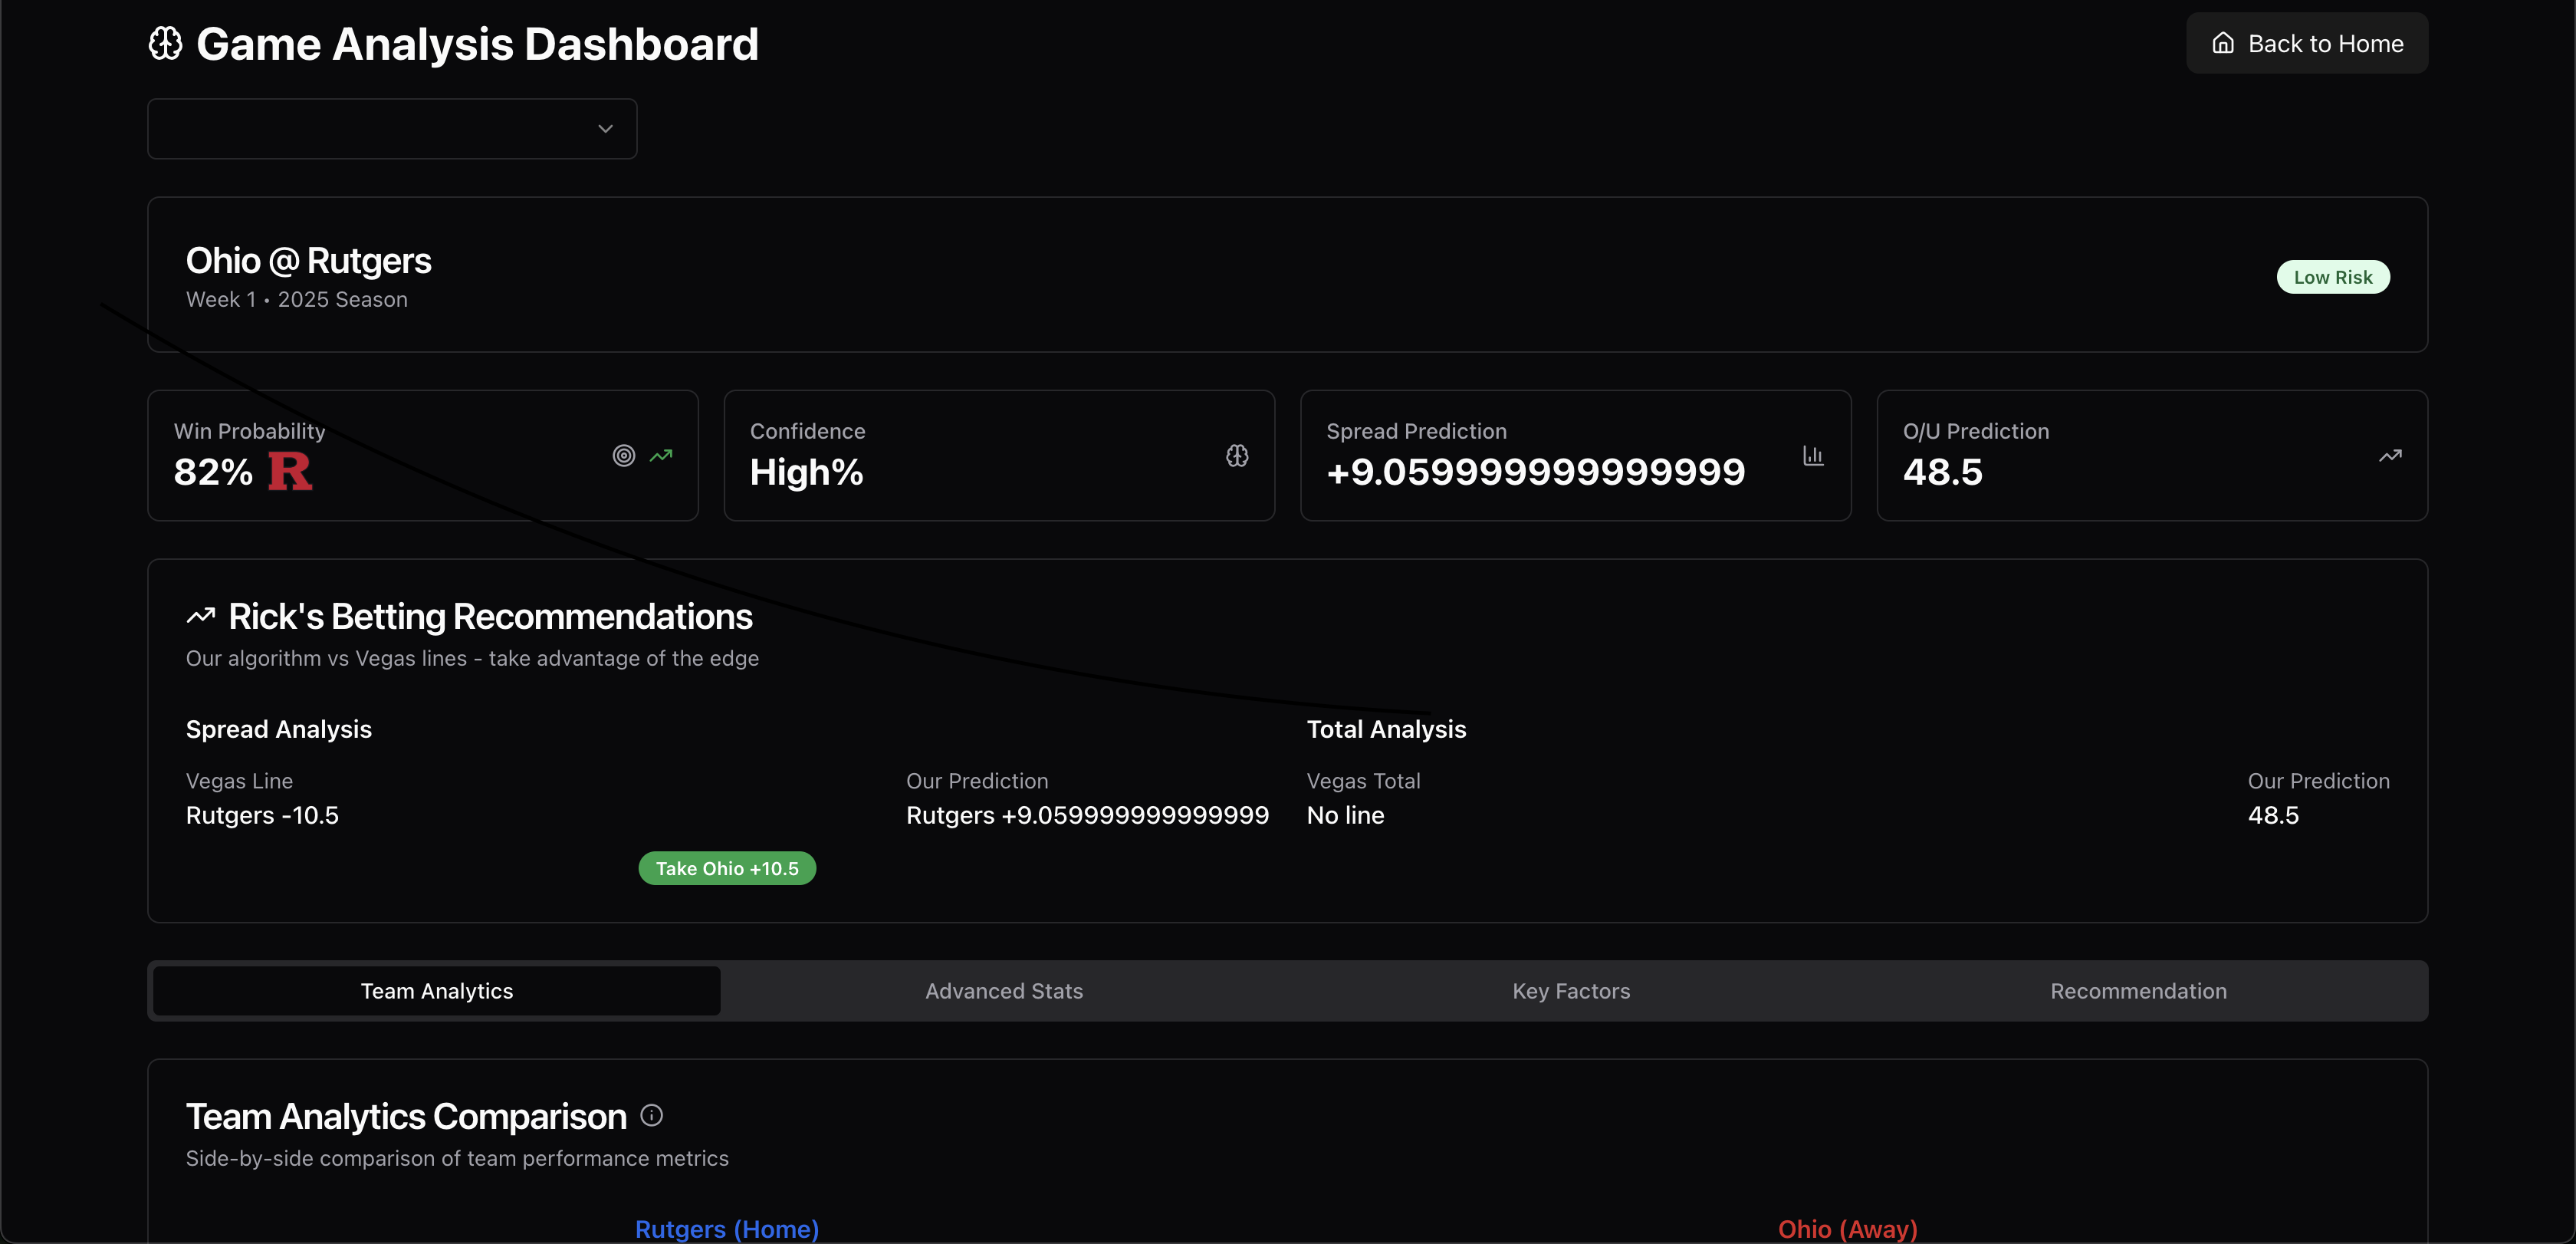 Game Analysis Dashboard
Back to Home
Ohio @ Rutgers
Week 1 • 2025 Season
Low Risk
Win Probability
82% R
Confidence
High%
Spread Prediction
+9.059999999999999
O/U Prediction
48.5
Rick's Betting Recommendations
Our algorithm vs Vegas lines - take advantage of the edge
Spread Analysis
Vegas Line
Rutgers -10.5
Our Prediction
Rutgers +9.059999999999999
Take Ohio +10.5
Total Analysis
Vegas Total
No line
Our Prediction
48.5
Team Analytics
Advanced Stats
Key Factors
Recommendation
Team Analytics Comparison
Side-by-side comparison of team performance metrics
Rutgers (Home)
Ohio (Away)